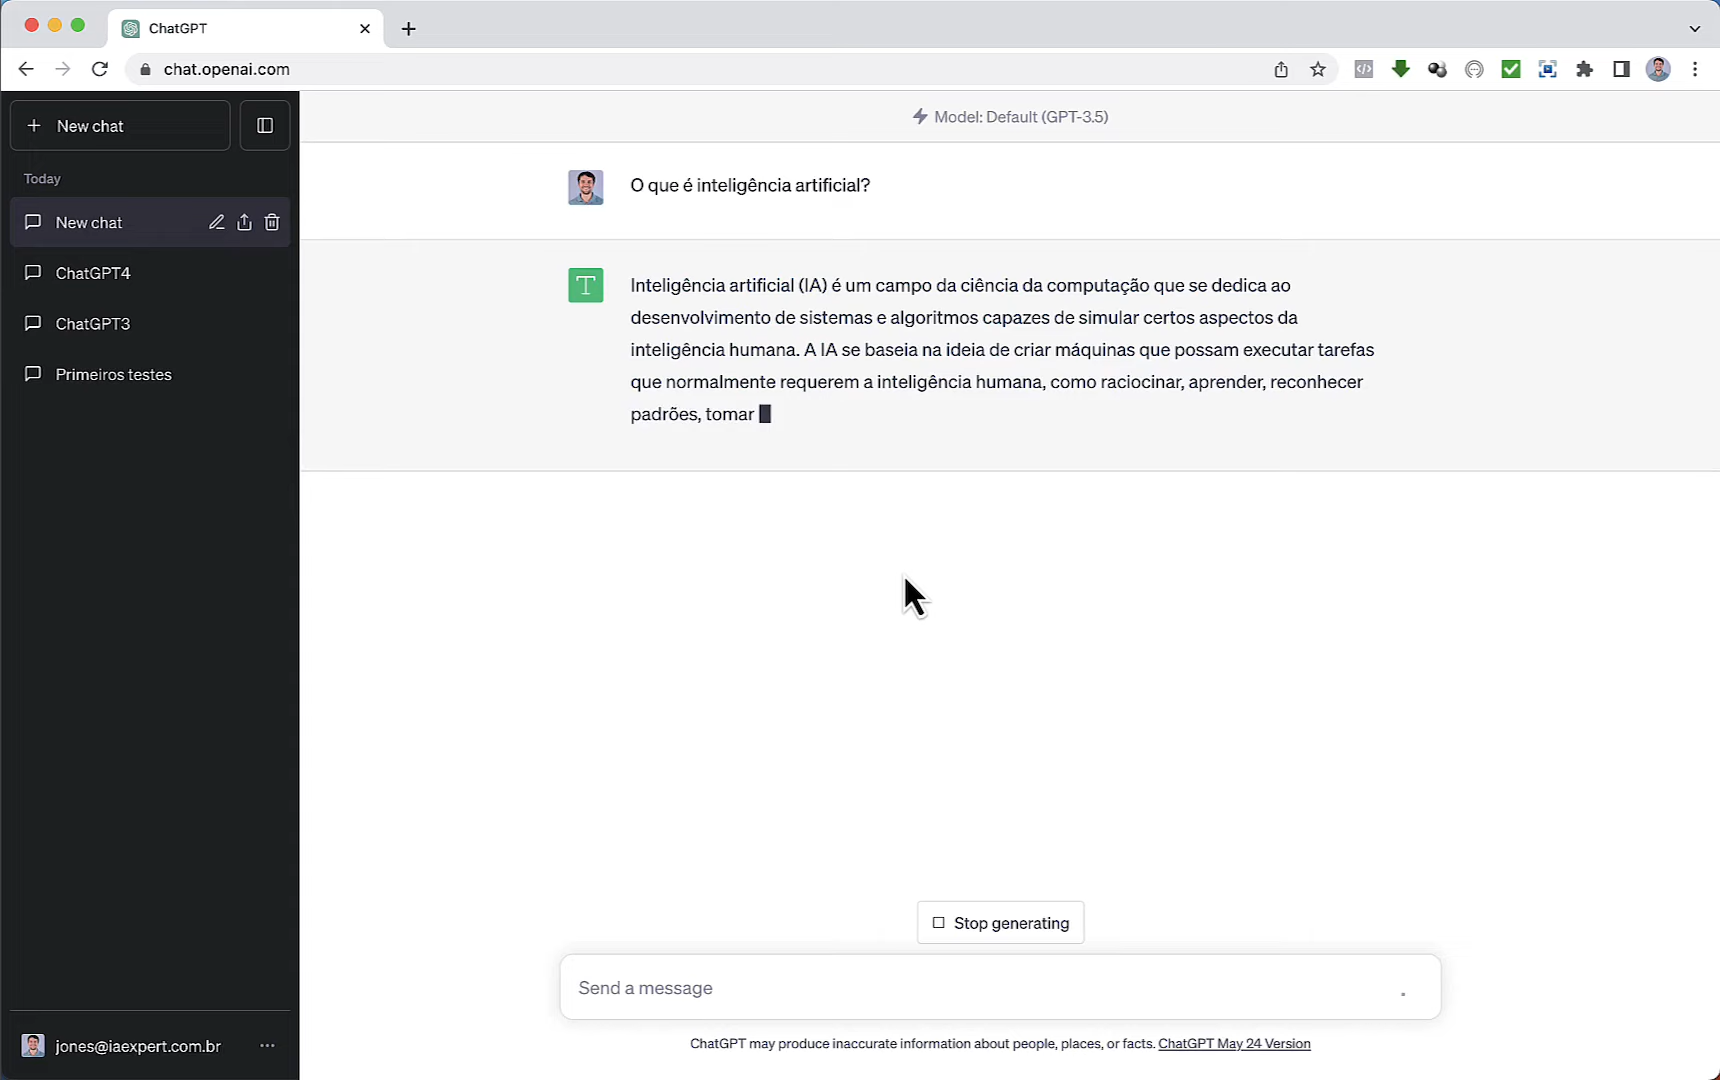 ChatGPT
chat.openai.com
New chat
Today
New chat
ChatGPT4
ChatGPT3
Primeiros testes
jones@iaexpert.com.br
Model: Default (GPT-3.5)
O que é inteligência artificial?
Inteligência artificial (IA) é um campo da ciência da computação que se dedica ao
desenvolvimento de sistemas e algoritmos capazes de simular certos aspectos da
inteligência humana. A IA se baseia na ideia de criar máquinas que possam executar tarefas
que normalmente requerem a inteligência humana, como raciocinar, aprender, reconhecer
padrões, tomar
Stop generating
Send a message
ChatGPT may produce inaccurate information about people, places, or facts. ChatGPT May 24 Version